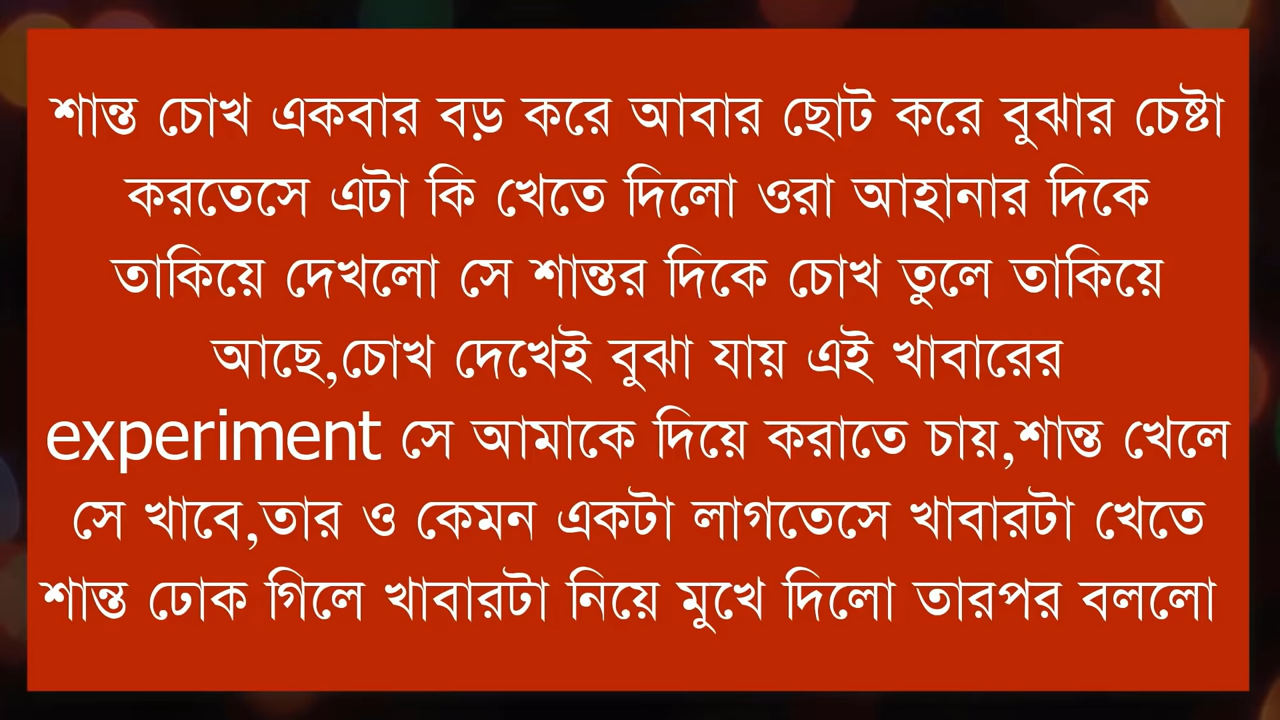 শান্ত চোখ একবার বড় করে আবার ছোট করে বুঝার চেষ্টা
করতেসে এটা কি খেতে দিলো ওরা আহানার দিকে
তাকিয়ে দেখলো সে শান্তর দিকে চোখ তুলে তাকিয়ে
আছে,চোখ দেখেই বুঝা যায় এই খাবারের
experiment সে আমাকে দিয়ে করাতে চায়,শান্ত খেলে
সে খাবে,তার ও কেমন একটা লাগতেসে খাবারটা খেতে
শান্ত ঢোক গিলে খাবারটা নিয়ে মুখে দিলো তারপর বললো